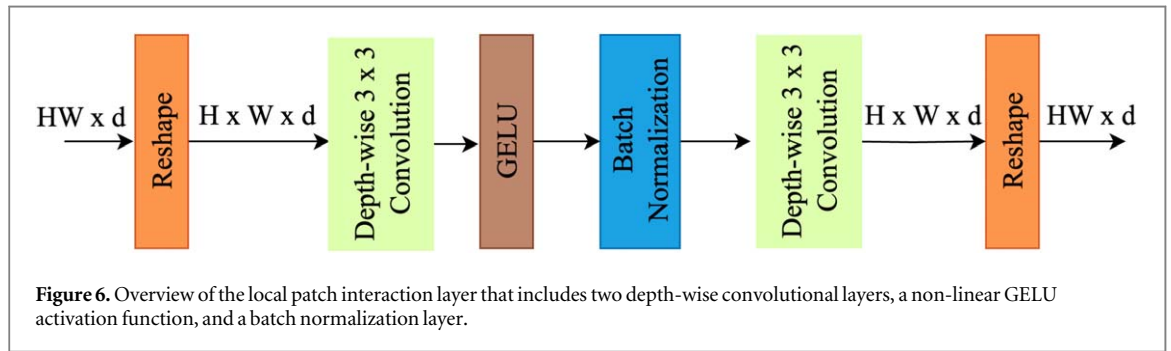 HW x d
Reshape
H x W x d
Depth-wise 3 x 3
Convolution
GELU
Batch
Normalization
Depth-wise 3 x 3
Convolution
H x W x d
Reshape
HW x d
Figure 6. Overview of the local patch interaction layer that includes two depth-wise convolutional layers, a non-linear GELU
activation function, and a batch normalization layer.